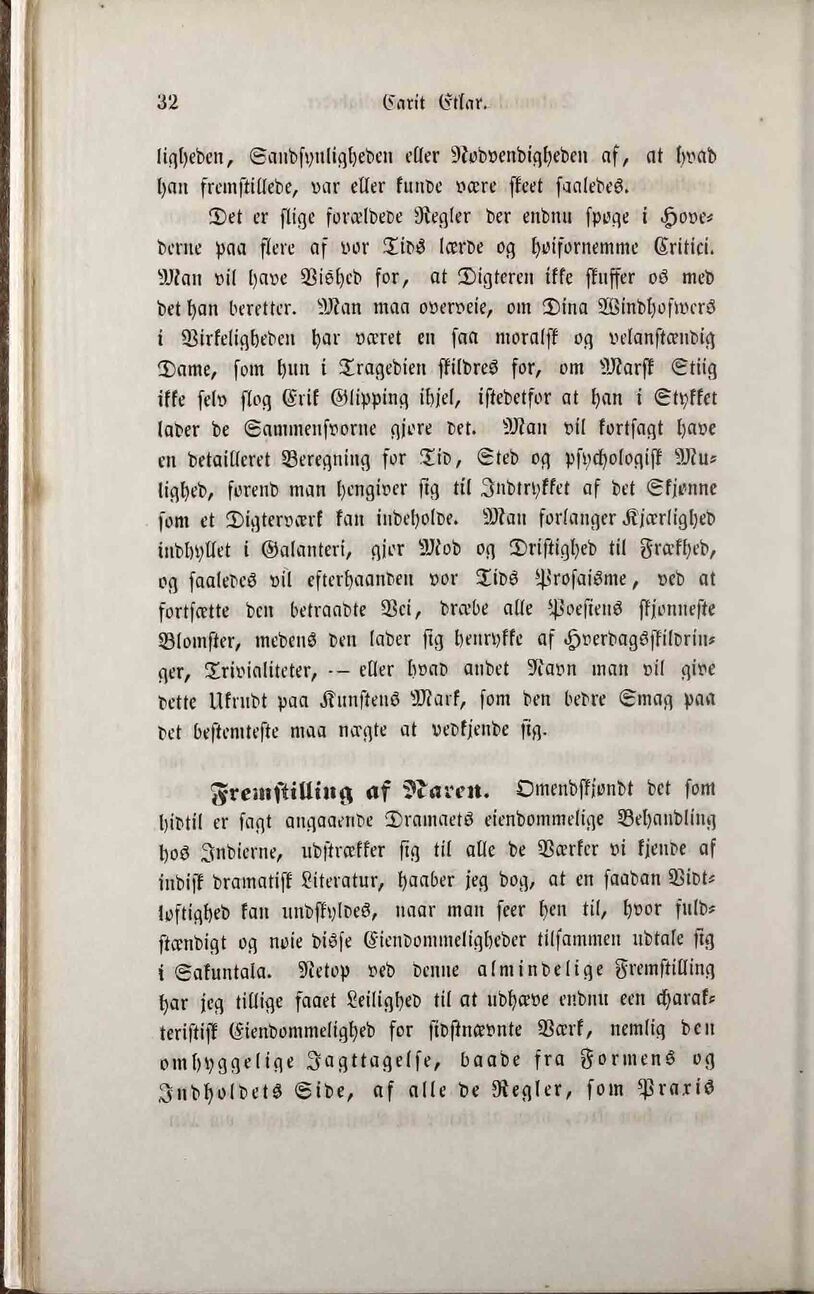 32 Carit Etlar.
ligheden, Sandsynligheden eller Nødvendigheden af, at hvad
han fremstillede, var eller kunde være skeet saaledes.
Det er slige forældede Regler der endnu spøge i Hove-
derne paa flere af vor Tids lærde og høifornemme Critici.
Man vil have Vished for, at Digteren ikke skuffer os med
det han beretter. Man maa overveie, om Dina Windhofwers
i Virkeligheden har været en saa moralsk og velanstændig
Dame, som hun i Tragedien skildres for, om Marsk Stiig
ikke selv slog Erik Glipping ihjel, istedetfor at han i Stykket
lader de Sammensvorne gjøre det. Man vil kortsagt have
en detailleret Beregning for Tid, Sted og psychologisk Mu-
lighed, førend man hengiver sig til Indtrykket af det Skjønne
som et Digterværk kan indeholde. Man forlanger Kjærlighed
indhyllet i Galanteri, gjør Mod og Dristighed til Frækhed,
og saaledes vil efterhaanden vor Tids Prosaisme, ved at
fortsætte den betraadte Vei, dræbe alle Poesiens skjønneste
Blomster, medens den lader sig henrykke af Hverdagsskildrin-
ger, Trivialiteter, — eller hvad andet Navn man vil give
dette Ukrudt paa Kunstens Mark, som den bedre Smag paa
det bestemteste maa nægte at vedkjende sig.
Fremstilling af Naren. Omendskjøndt det som
hidtil er sagt angaaende Dramaets eiendommelige Behandling
hos Indierne, udstrækker sig til alle de Værker vi kjende af
indisk dramatisk Literatur, haaber jeg dog, at en saadan Vidt-
løftighed kan undskyldes, naar man seer hen til, hvor fuld-
stændigt og nøie disse Eiendommeligheder tilsammen udtale sig
i Sakuntala. Netop ved denne almindelige Fremstilling
har jeg tillige faaet Leilighed til at udhæve endnu een charak-
teristisk Eiendommelighed for sidstnævnte Værk, nemlig den
omhyggelige Jagttagelse, baade fra Formens og
Indholdets Side, af alle de Regler, som Praxis